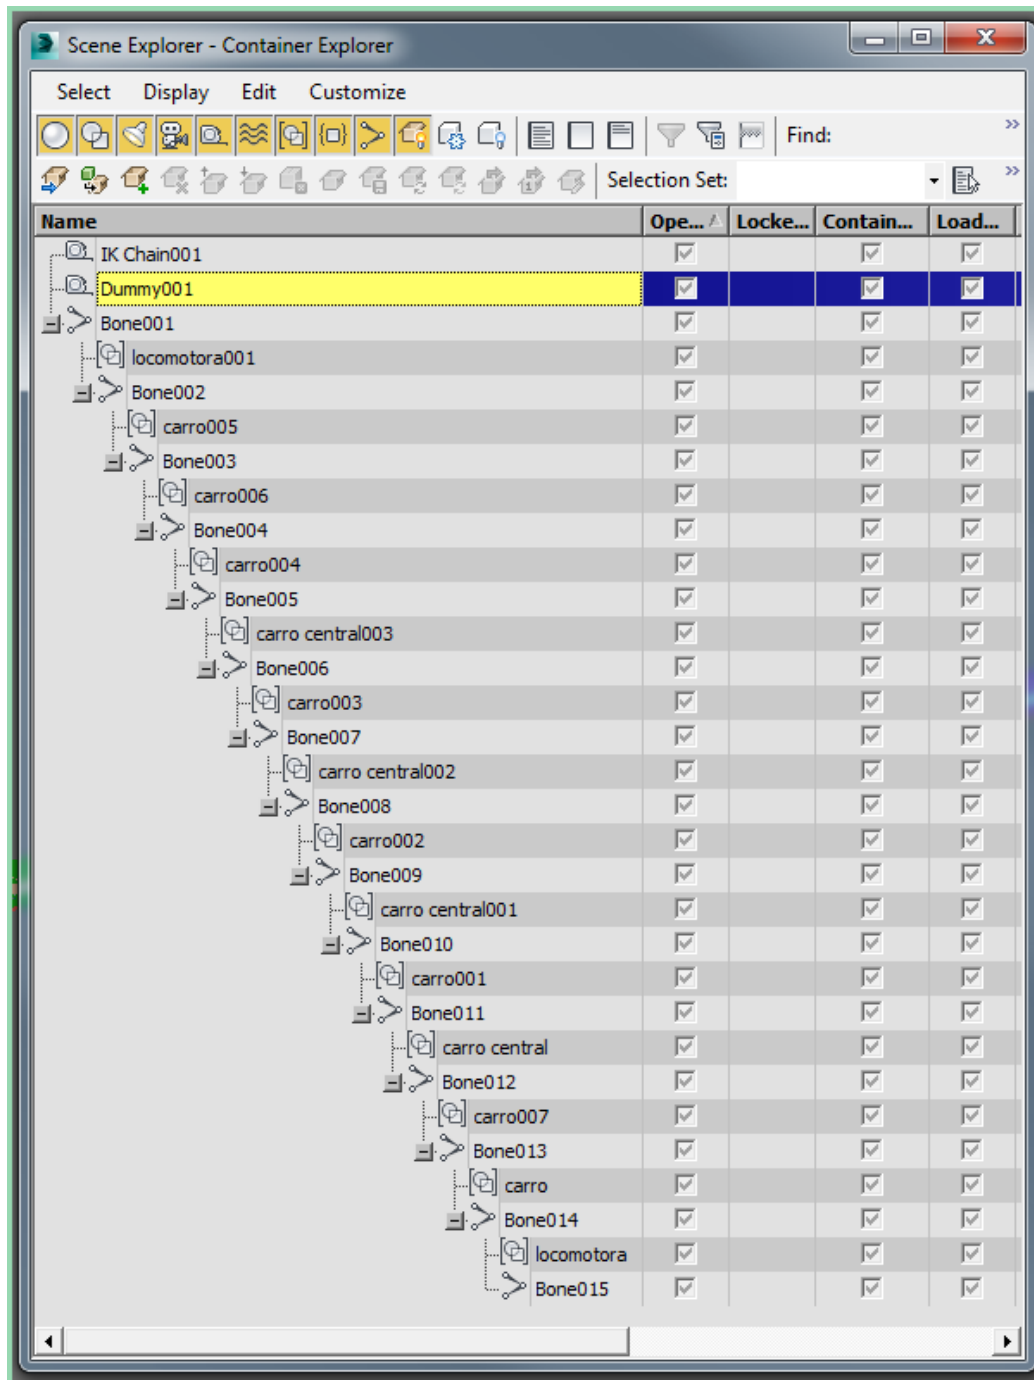 Scene Explorer - Container Explorer
Select Display Edit Customize
Find:
Selection Set:
Name Ope... Locke... Contain... Load...
IK Chain001
Dummy001
Bone001
locomotora001
Bone002
carro005
Bone003
carro006
Bone004
carro004
Bone005
carro central003
Bone006
carro003
Bone007
carro central002
Bone008
carro002
Bone009
carro central001
Bone010
carro001
Bone011
carro central
Bone012
carro007
Bone013
carro
Bone014
locomotora
Bone015